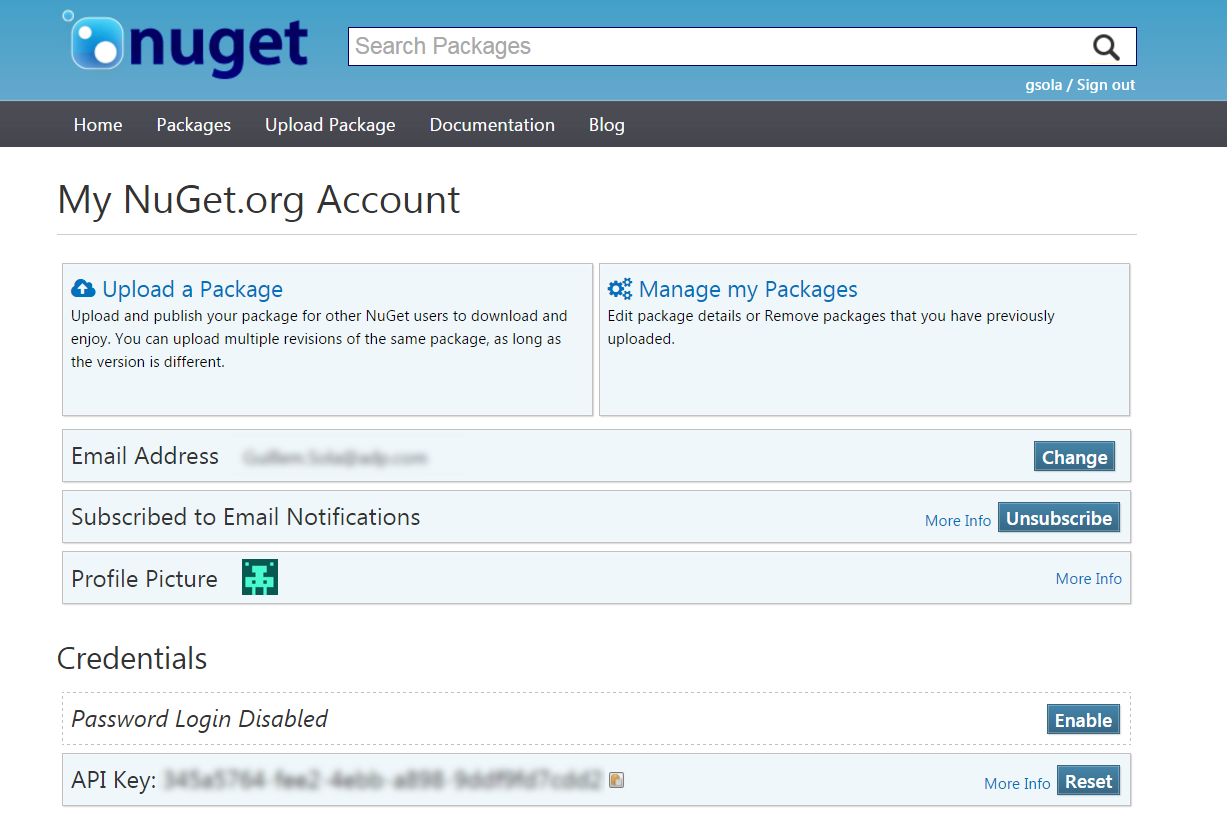 nuget
Search Packages
gsola / Sign out
Home Packages Upload Package Documentation Blog
My NuGet.org Account
Upload a Package
Upload and publish your package for other NuGet users to download and
enjoy. You can upload multiple revisions of the same package, as long as
the version is different.
Manage my Packages
Edit package details or Remove packages that you have previously
uploaded.
Email Address
Change
Subscribed to Email Notifications
More Info Unsubscribe
Profile Picture
More Info
Credentials
Password Login Disabled
Enable
API Key:
More Info Reset